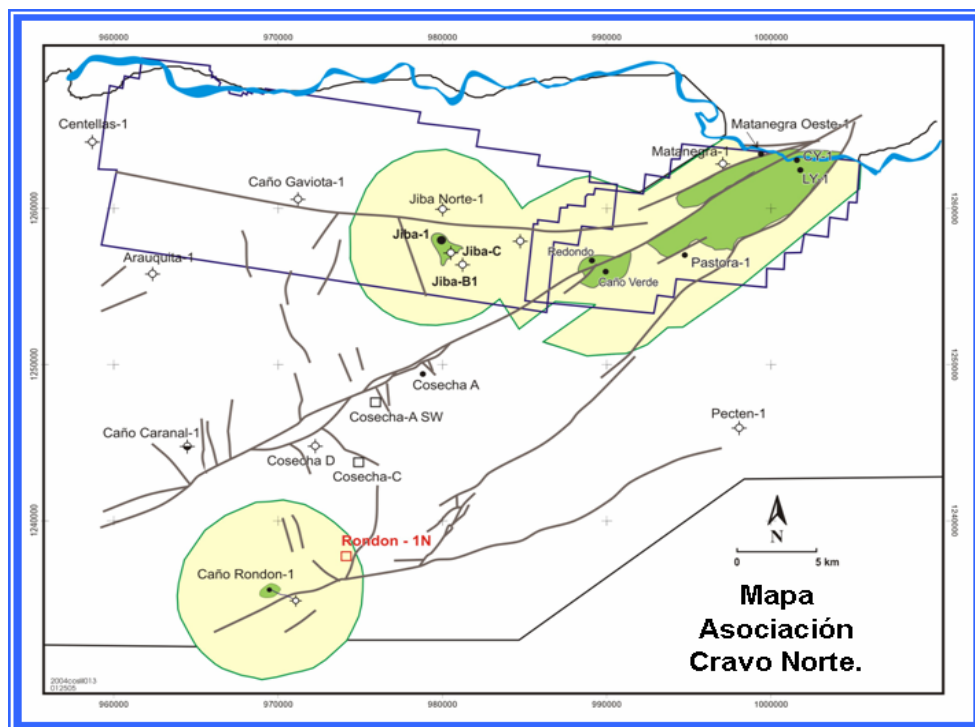 960000 970000 980000 990000 1000000
Matanegra Oeste-1
Centellas-1
Matanegra-1
CY-1
LY-1
Caño Gaviota-1
Jiba Norte-1
1260000
1260000
Jiba-1
Jiba-C
Jiba-B1
Redondo
Pastora-1
Arauquita-1
Caño Verde
1250000
1250000
Cosecha A
Cosecha-A SW
Pecten-1
Caño Caranal-1
Cosecha D
Cosecha-C
1240000
1240000
Rondon - 1N
N
0 5 km
Caño Rondon-1
Mapa
Asociación
Cravo Norte.
2004cosill013
012505
960000 970000 980000 990000 1000000